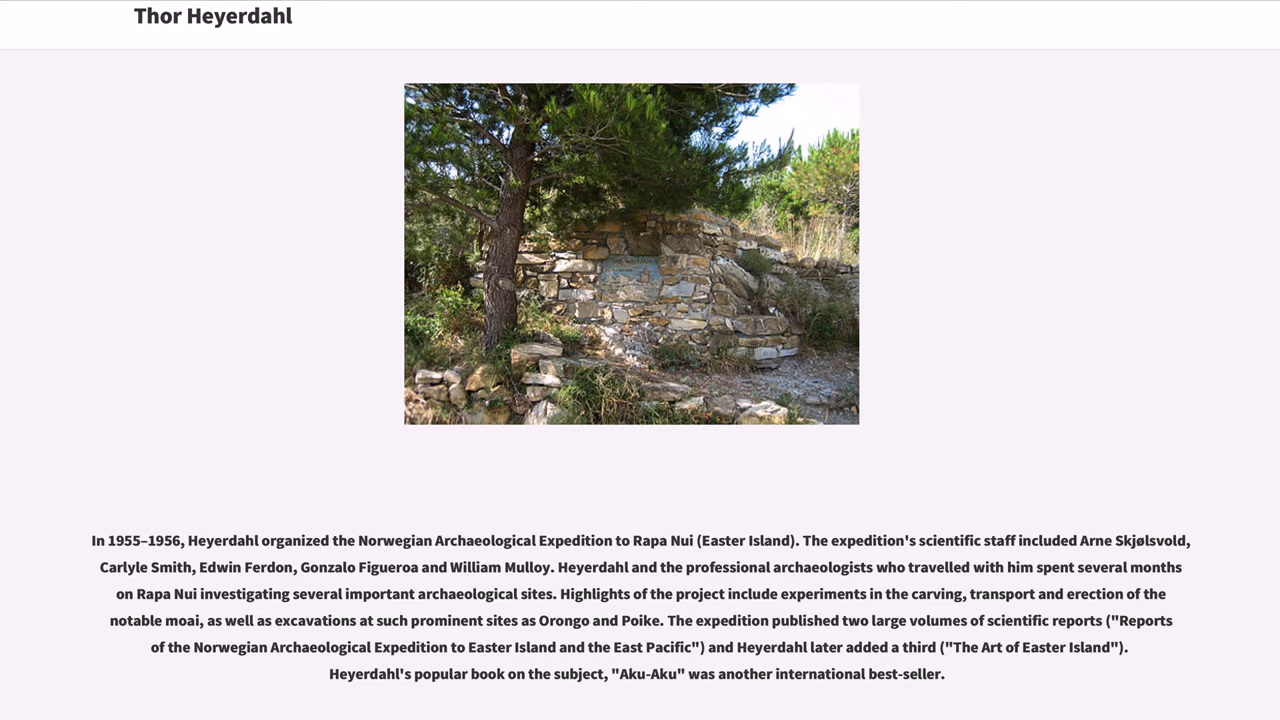 Thor Heyerdahl
In 1955–1956, Heyerdahl organized the Norwegian Archaeological Expedition to Rapa Nui (Easter Island). The expedition's scientific staff included Arne Skjølsvold,
Carlyle Smith, Edwin Ferdon, Gonzalo Figueroa and William Mulloy. Heyerdahl and the professional archaeologists who travelled with him spent several months
on Rapa Nui investigating several important archaeological sites. Highlights of the project include experiments in the carving, transport and erection of the
notable moai, as well as excavations at such prominent sites as Orongo and Poike. The expedition published two large volumes of scientific reports ("Reports
of the Norwegian Archaeological Expedition to Easter Island and the East Pacific") and Heyerdahl later added a third ("The Art of Easter Island").
Heyerdahl's popular book on the subject, "Aku-Aku" was another international best-seller.